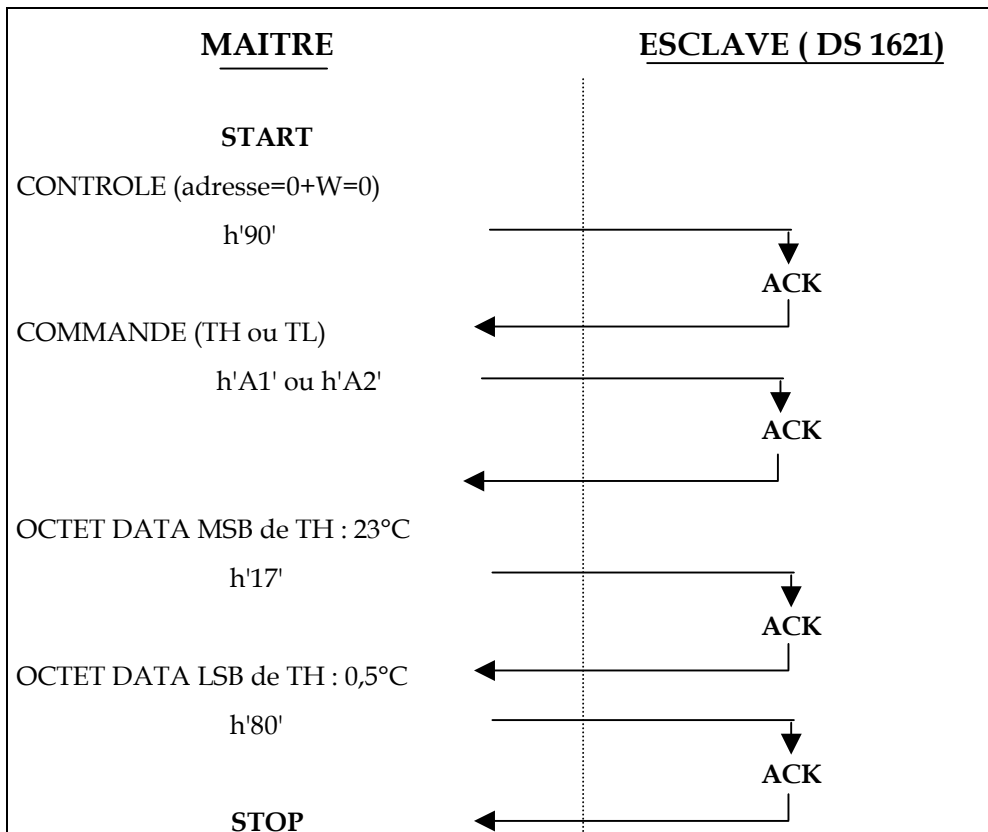 MAITRE
ESCLAVE ( DS 1621)
START
CONTROLE (adresse=0+W=0)
h'90'
ACK
COMMANDE (TH ou TL)
h'A1' ou h'A2'
ACK
OCTET DATA MSB de TH : 23°C
h'17'
ACK
OCTET DATA LSB de TH : 0,5°C
h'80'
ACK
STOP